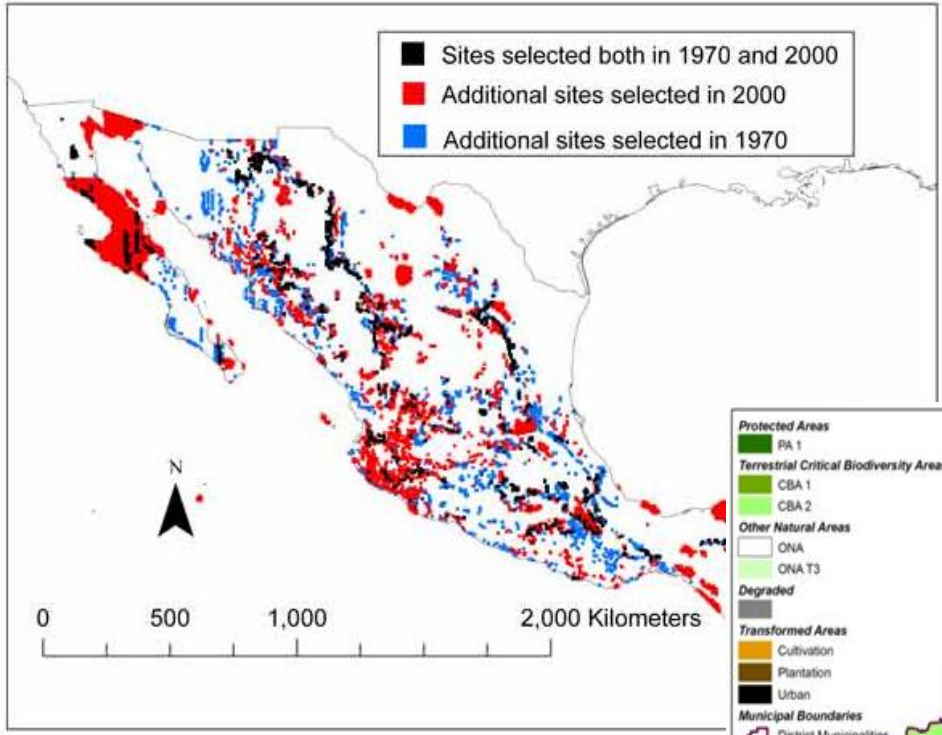 Sites selected both in 1970 and 2000
Additional sites selected in 2000
Additional sites selected in 1970
N
0 500 1,000 2,000 Kilometers
Protected Areas
PA 1
Terrestrial Critical Biodiversity Area
CBA 1
CBA 2
Other Natural Areas
ONA
ONA T3
Degraded
Transformed Areas
Cultivation
Plantation
Urban
Municipal Boundaries
District Municipalities